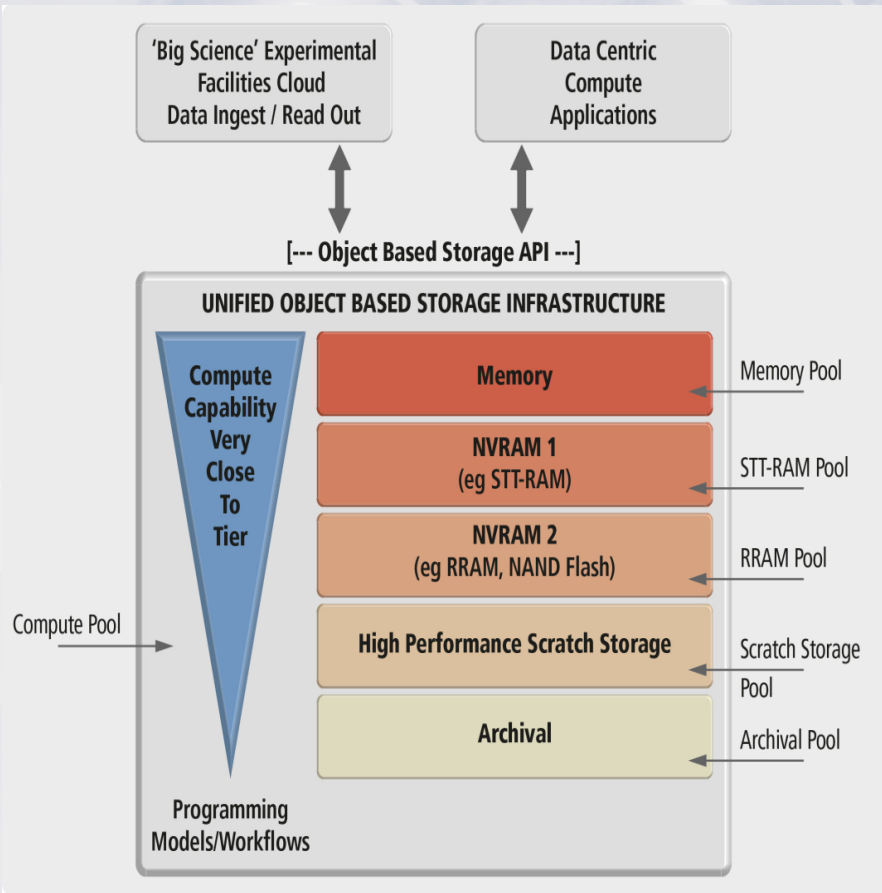 ‘Big Science’ Experimental
Facilities Cloud
Data Ingest / Read Out
Data Centric
Compute
Applications
[--- Object Based Storage API ---]
UNIFIED OBJECT BASED STORAGE INFRASTRUCTURE
Compute
Capability
Very
Close
To
Tier
Memory
Memory Pool
NVRAM 1
(eg STT-RAM)
STT-RAM Pool
NVRAM 2
(eg RRAM, NAND Flash)
RRAM Pool
Compute Pool
High Performance Scratch Storage
Scratch Storage
Pool
Archival
Archival Pool
Programming
Models/Workflows